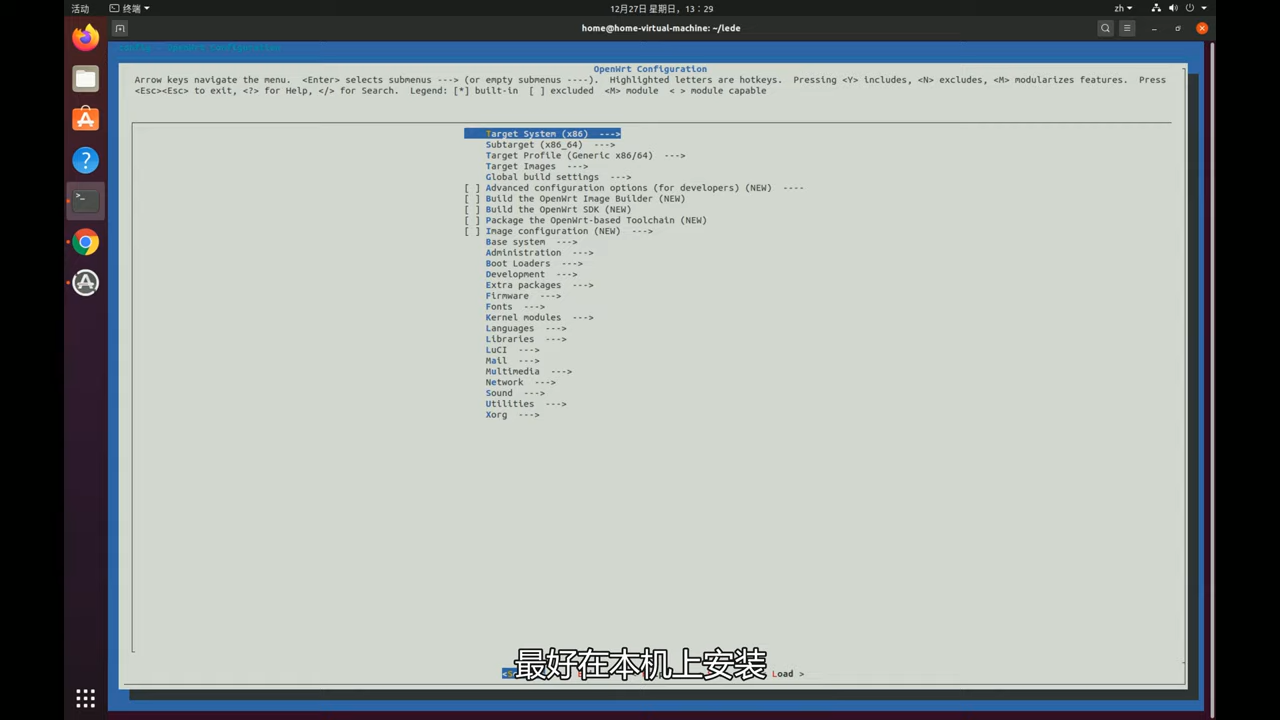 活动
终端
12月27日 星期日，13：29
zh
home@home-virtual-machine: ~/lede
.config - OpenWrt Configuration
OpenWrt Configuration
Arrow keys navigate the menu.  <Enter> selects submenus ---> (or empty submenus ----).  Highlighted letters are hotkeys.  Pressing <Y> includes, <N> excludes, <M> modularizes features.  Press
<Esc><Esc> to exit, <?> for Help, </> for Search.  Legend: [*] built-in  [ ] excluded  <M> module  < > module capable
Target System (x86)  --->
Subtarget (x86_64)  --->
Target Profile (Generic x86/64)  --->
Target Images  --->
Global build settings  --->
[ ] Advanced configuration options (for developers) (NEW)  ----
[ ] Build the OpenWrt Image Builder (NEW)
[ ] Build the OpenWrt SDK (NEW)
[ ] Package the OpenWrt-based Toolchain (NEW)
[ ] Image configuration (NEW)  --->
Base system  --->
Administration  --->
Boot Loaders  --->
Development  --->
Extra packages  --->
Firmware  --->
Fonts  --->
Kernel modules  --->
Languages  --->
Libraries  --->
LuCI  --->
Mail  --->
Multimedia  --->
Network  --->
Sound  --->
Utilities  --->
Xorg  --->
最好在本机上安装
Load >